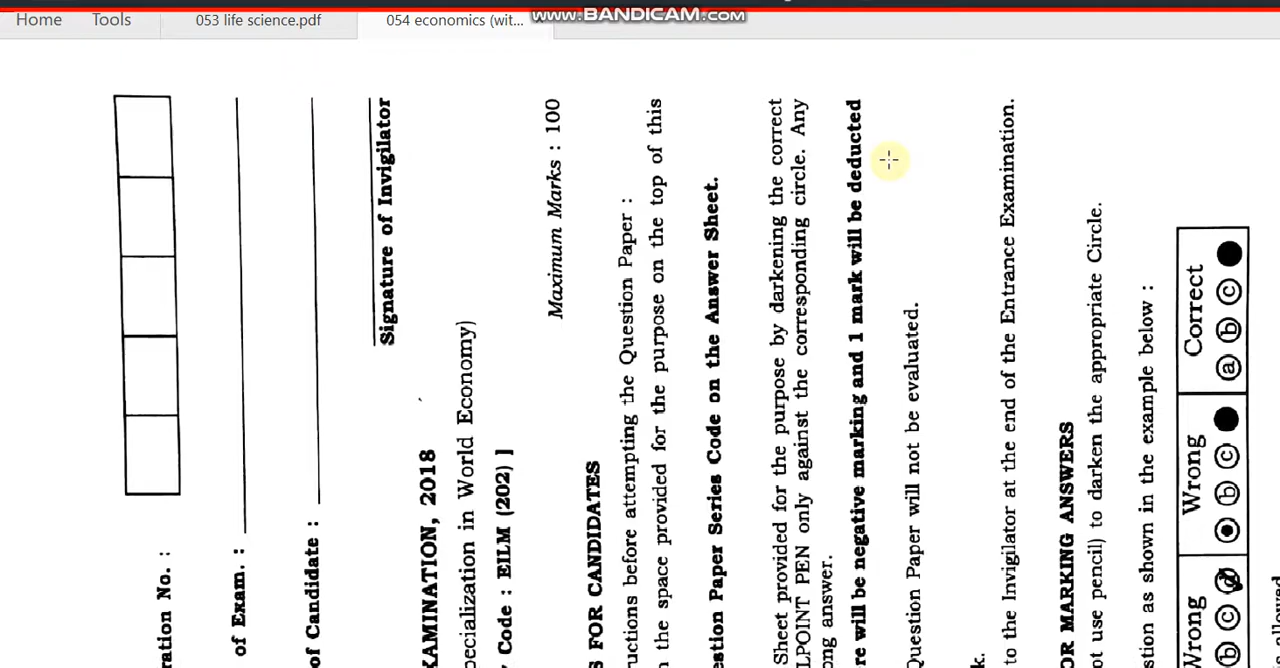 www.BANDICAM.com
Home Tools 053 life science.pdf 054 economics (wit...
ration No. :
of Exam. :
of Candidate :
Signature of Invigilator
XAMINATION, 2018
pecialization in World Economy)
Code : EILM (202) ]
Maximum Marks : 100
S FOR CANDIDATES
uctions before attempting the Question Paper :
n the space provided for the purpose on the top of this
estion Paper Series Code on the Answer Sheet.
Sheet provided for the purpose by darkening the correct
LLPOINT PEN only against the corresponding circle. Any
ong answer.
re will be negative marking and 1 mark will be deducted
Question Paper will not be evaluated.
k.
to the Invigilator at the end of the Entrance Examination.
OR MARKING ANSWERS
ot use pencil) to darken the appropriate Circle.
stion as shown in the example below :
Wrong Wrong Correct
b c d b c a b c
allowed